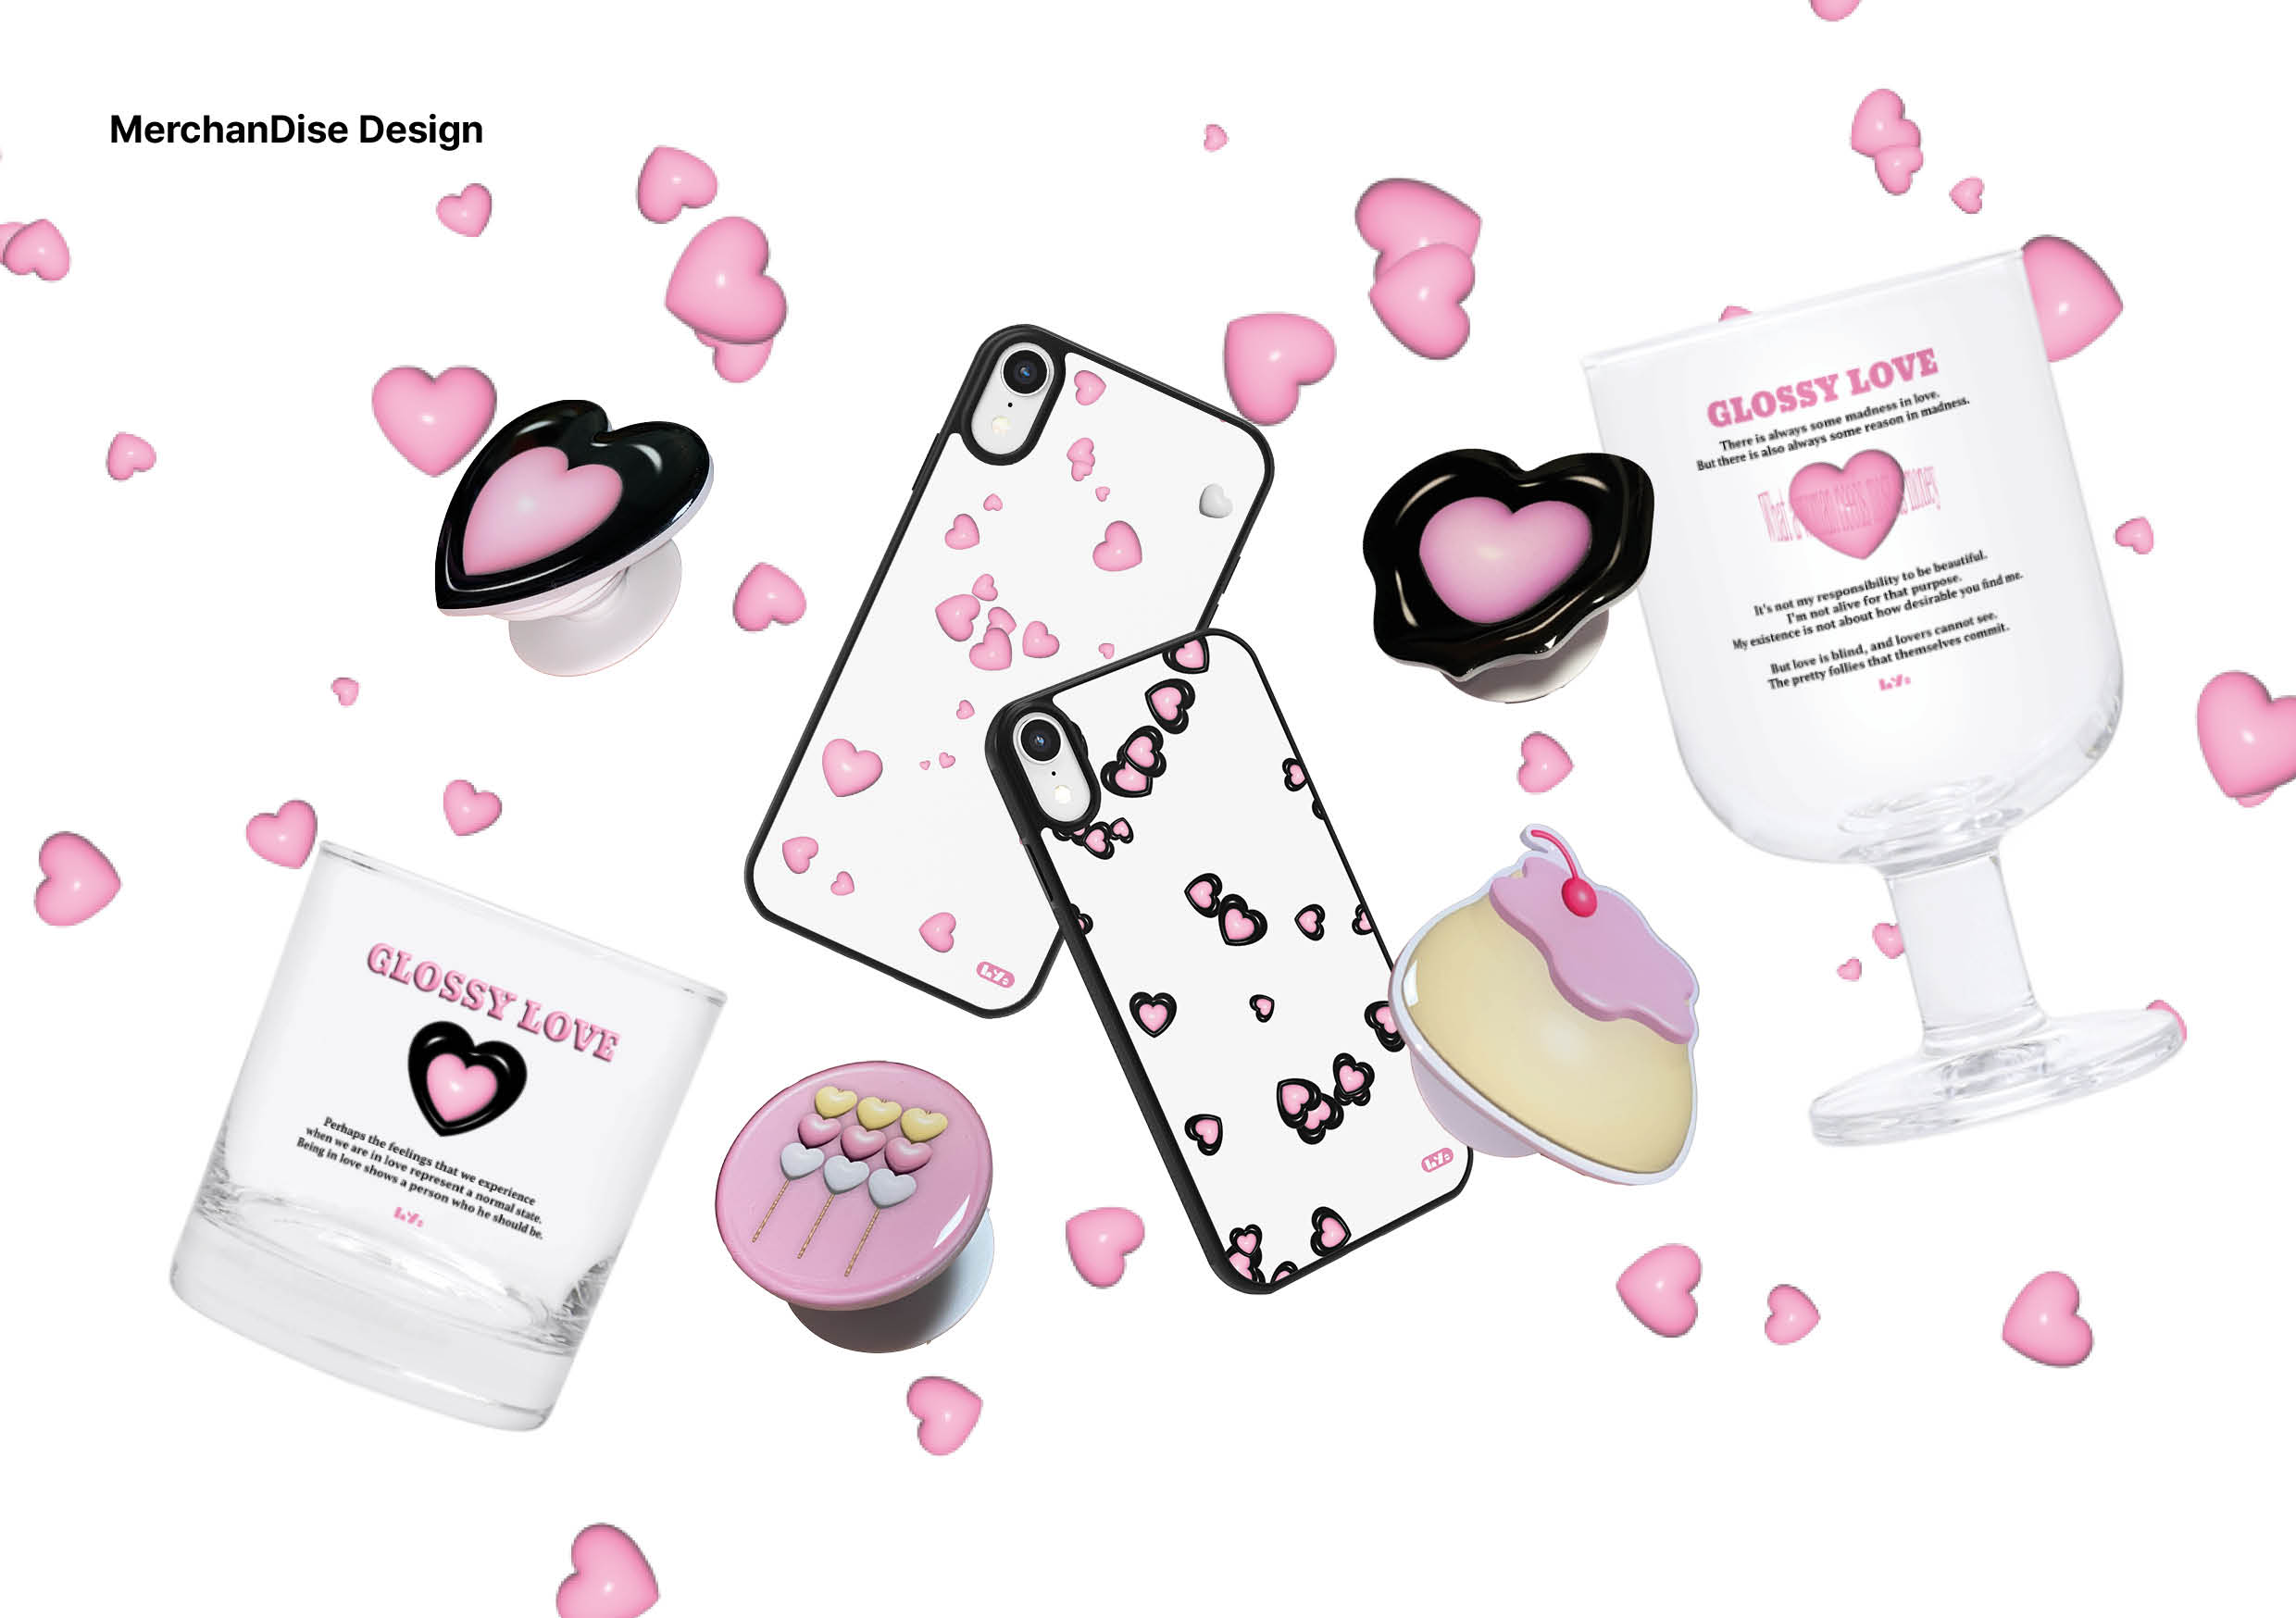 MerchanDise Design
GLOSSY LOVE
There is always some madness in love.
But there is also always some reason in madness.
What a woman needs money
It's not my responsibility to be beautiful.
I'm not alive for that purpose.
My existence is not about how desirable you find me.
But love is blind, and lovers cannot see.
The pretty follies that themselves commit.
GLOSSY LOVE
Perhaps the feelings that we experience
when we are in love represent a normal state.
Being in love shows a person who he should be.